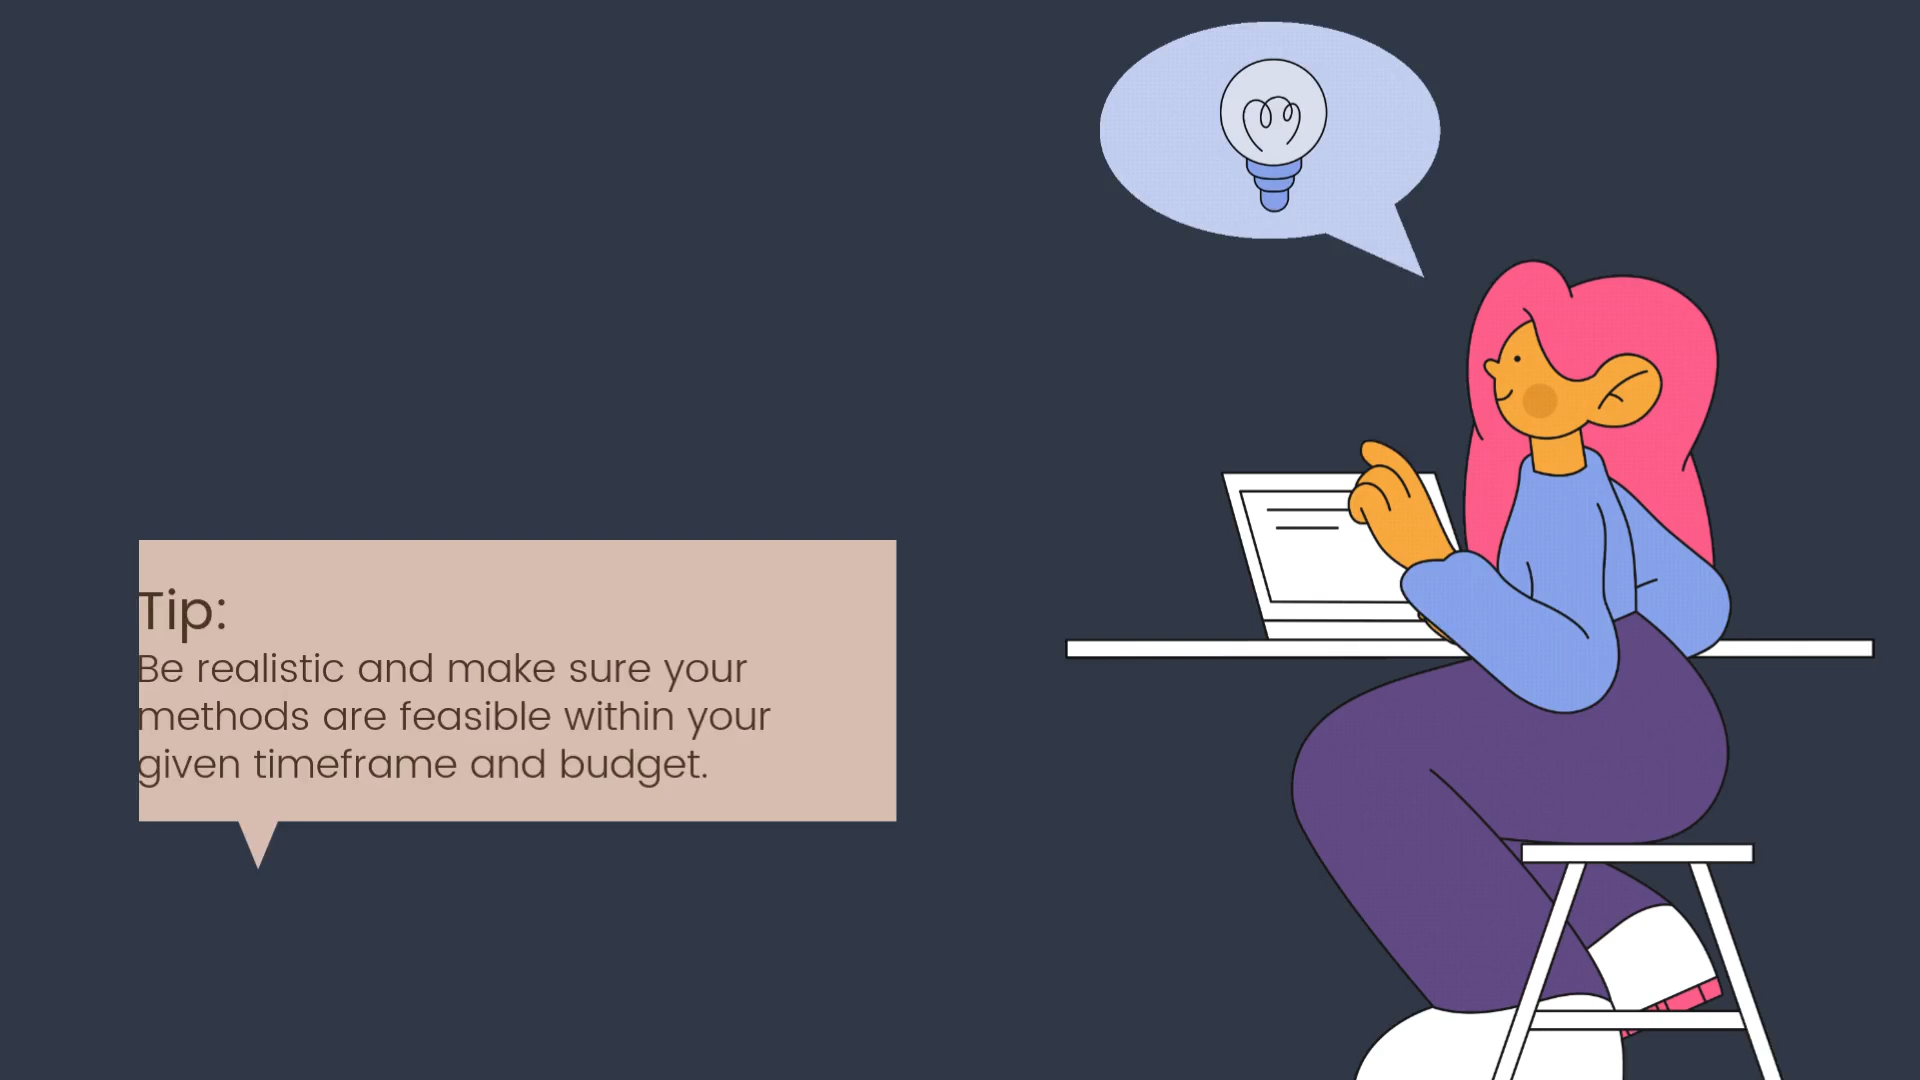 Tip:
Be realistic and make sure your
methods are feasible within your
given timeframe and budget.